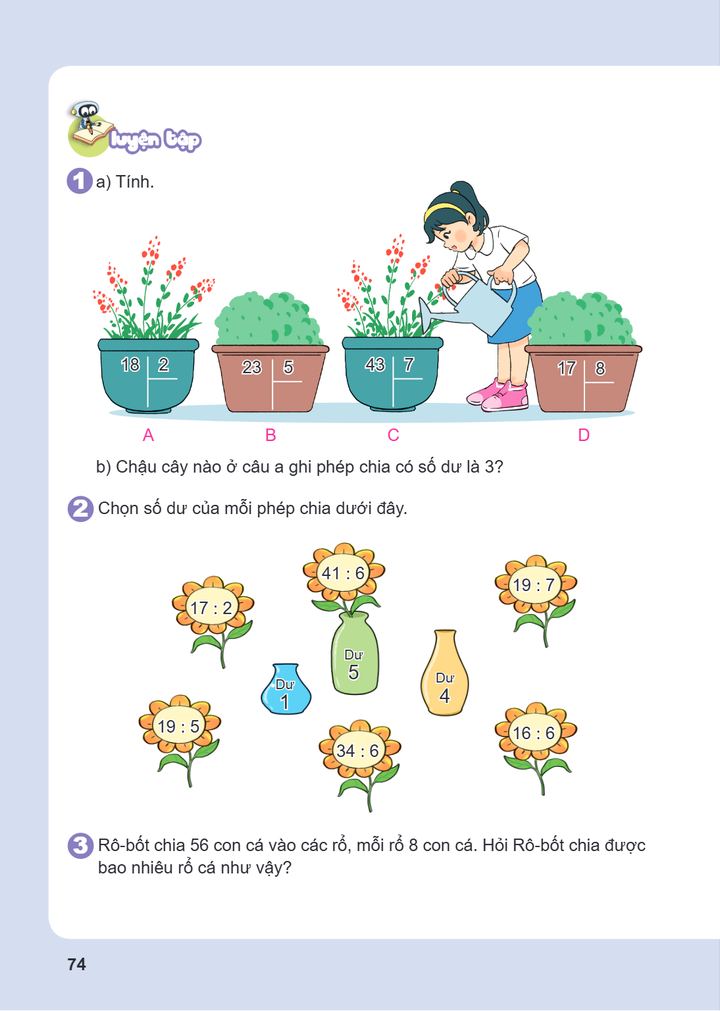 luyện tập
1 a) Tính.
18 2
23 5
43 7
17 8
A B C D
b) Chậu cây nào ở câu a ghi phép chia có số dư là 3?
2 Chọn số dư của mỗi phép chia dưới đây.
41 : 6
17 : 2
19 : 7
Dư
5
Dư
1
Dư
4
19 : 5
34 : 6
16 : 6
3 Rô-bốt chia 56 con cá vào các rổ, mỗi rổ 8 con cá. Hỏi Rô-bốt chia được
bao nhiêu rổ cá như vậy?
74